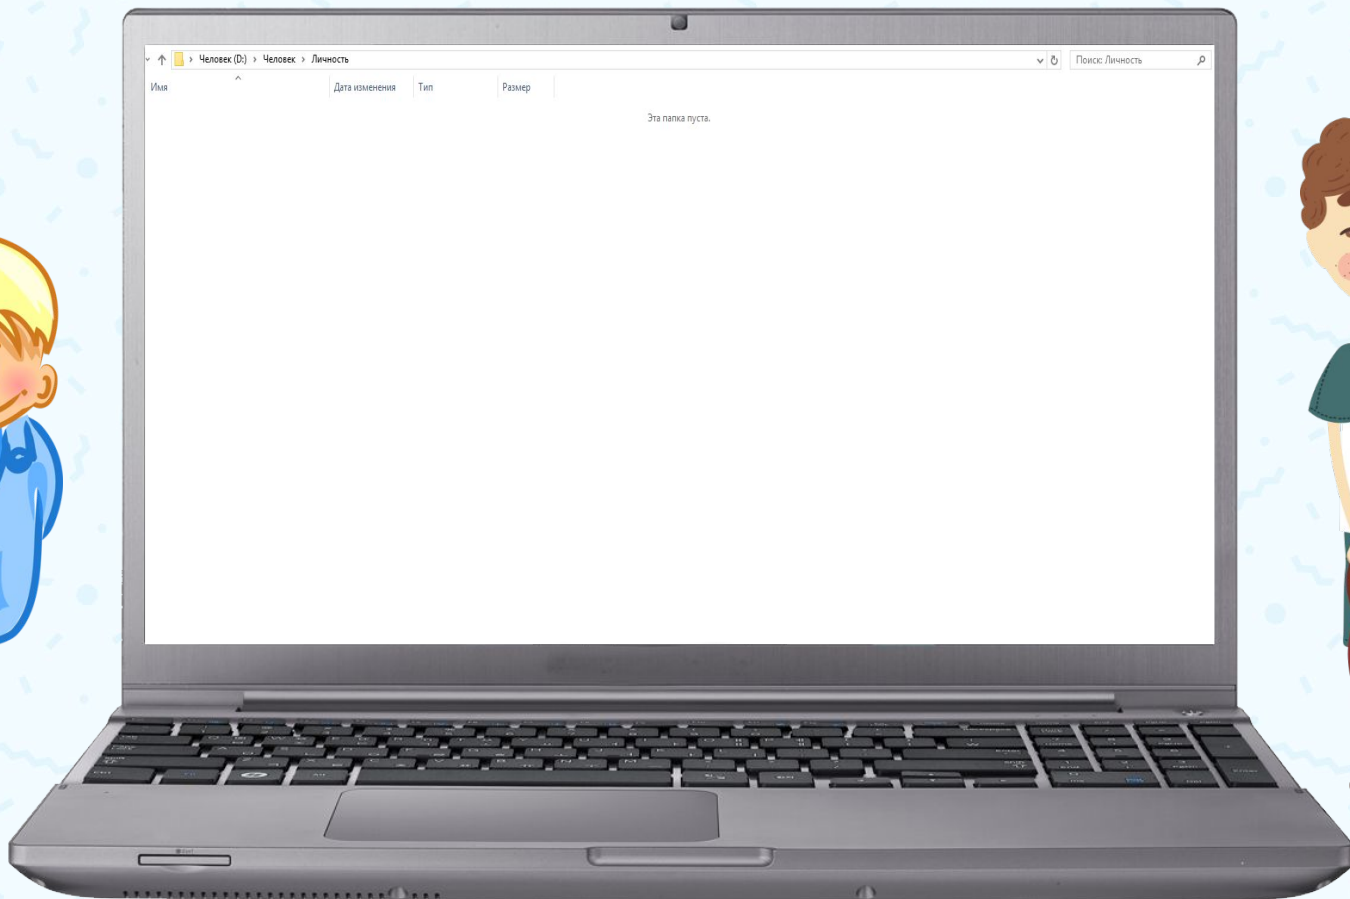 Человек (D:) › Человек › Личность
Поиск: Личность
Имя
Дата изменения
Тип
Размер
Эта папка пуста.